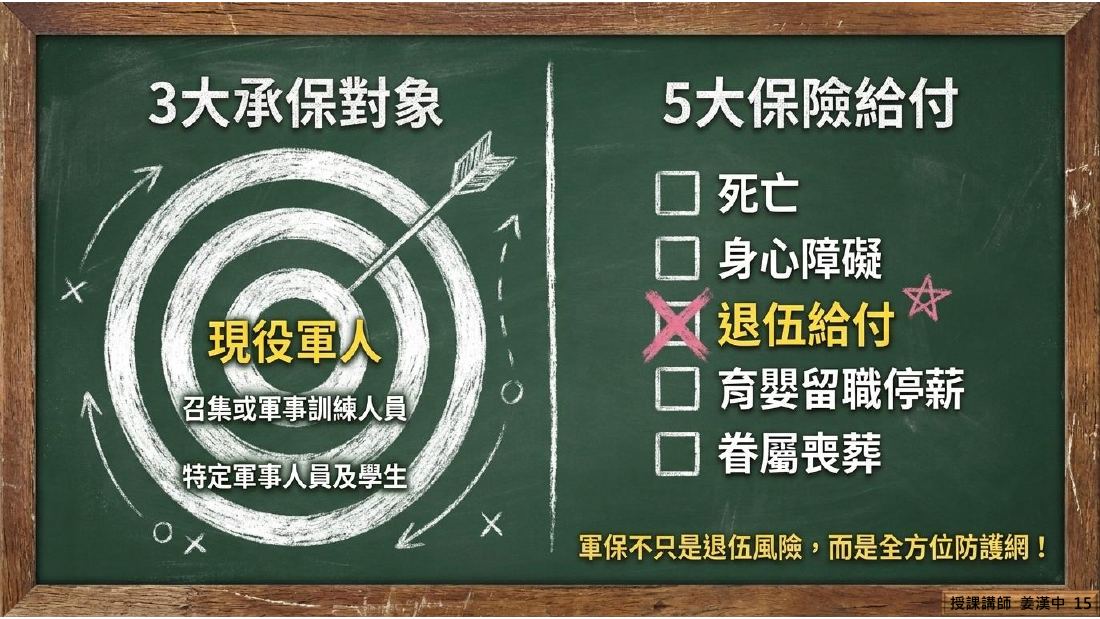 3大承保對象
現役軍人
召集或軍事訓練人員
特定軍事人員及學生
5大保險給付
死亡
身心障礙
退伍給付
育嬰留職停薪
眷屬喪葬
軍保不只是退伍風險，而是全方位防護網！
授課講師 姜漢中 15